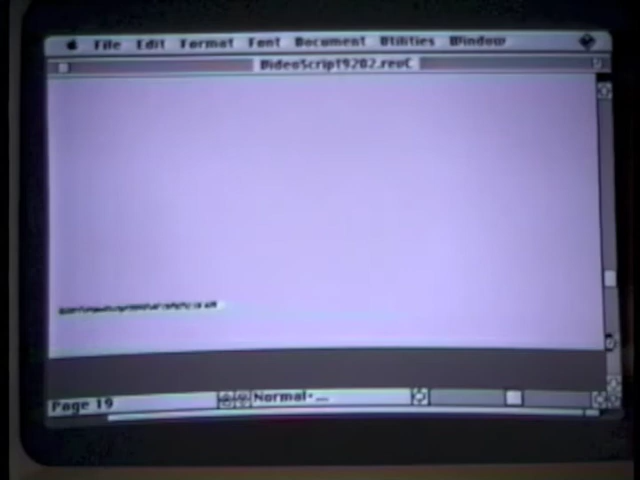 File Edit Format Font Document Utilities Window
VideoScript9202.revC
Page 19 Normal+...